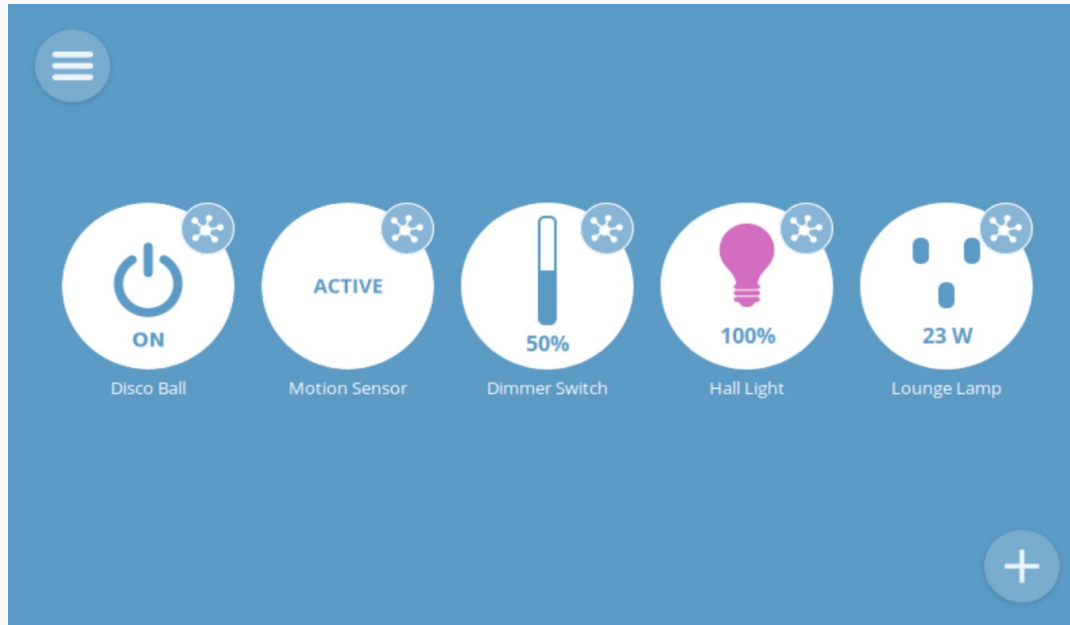 ON
ACTIVE
50%
100%
23 W
Disco Ball
Motion Sensor
Dimmer Switch
Hall Light
Lounge Lamp